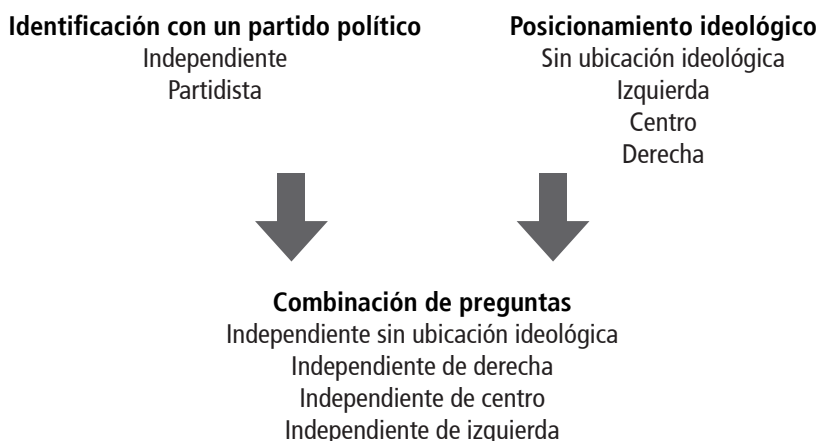 Identificación con un partido político
Independiente
Partidista
Posicionamiento ideológico
Sin ubicación ideológica
Izquierda
Centro
Derecha
Combinación de preguntas
Independiente sin ubicación ideológica
Independiente de derecha
Independiente de centro
Independiente de izquierda